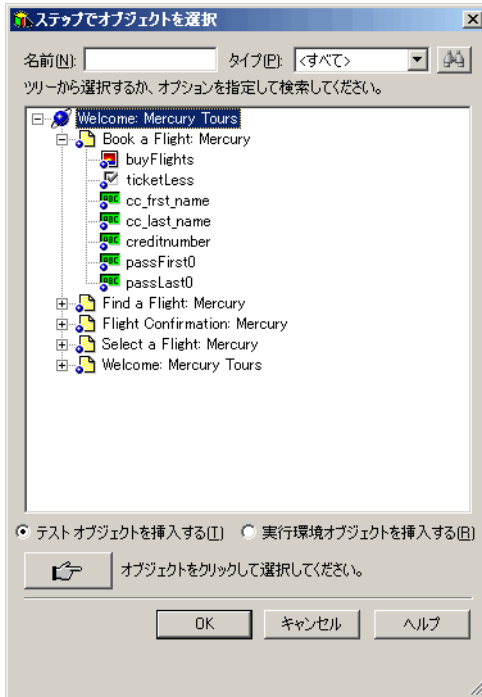 ステップでオブジェクトを選択
名前(N): タイプ(P): <すべて>
ツリーから選択するか、オプションを指定して検索してください。
Welcome: Mercury Tours
Book a Flight: Mercury
buyFlights
ticketLess
cc_frst_name
cc_last_name
creditnumber
passFirst0
passLast0
Find a Flight: Mercury
Flight Confirmation: Mercury
Select a Flight: Mercury
Welcome: Mercury Tours
テスト オブジェクトを挿入する(T) 実行環境オブジェクトを挿入する(R)
オブジェクトをクリックして選択してください。
OK キャンセル ヘルプ